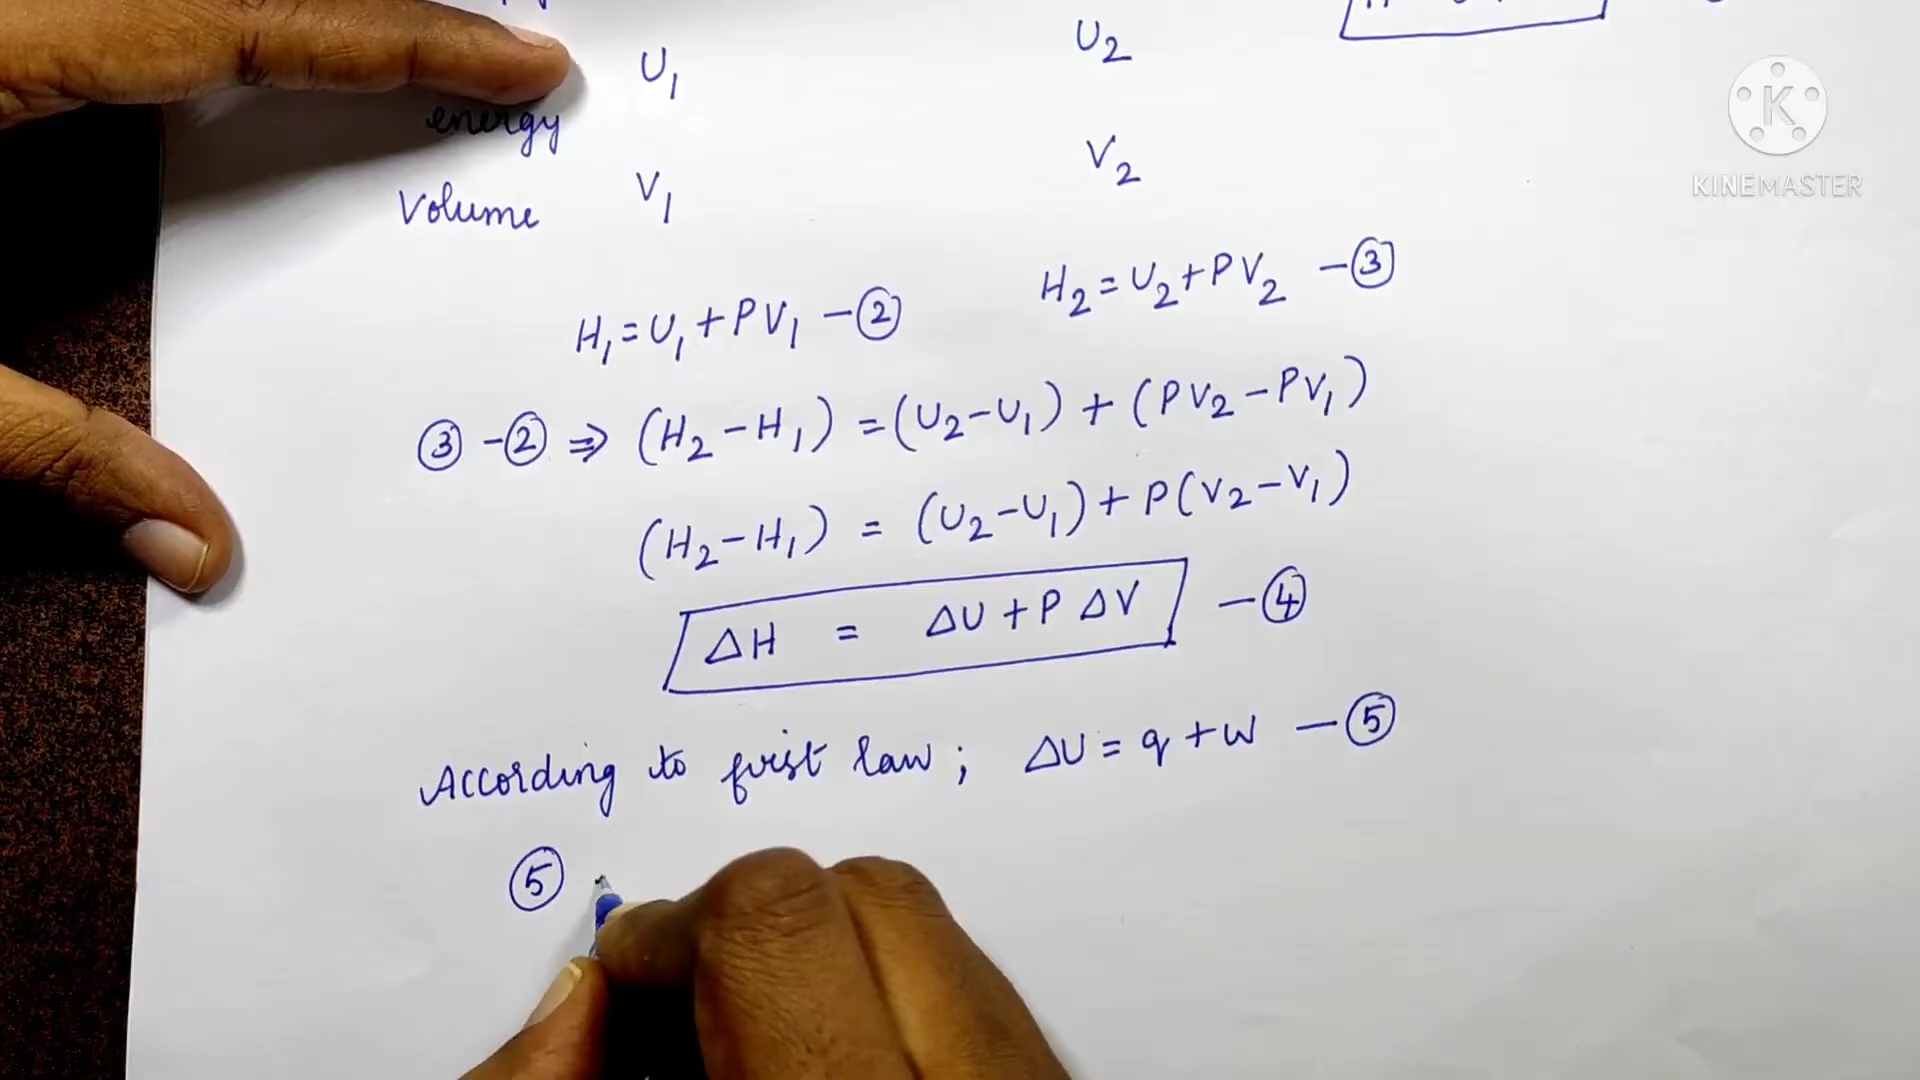 U₁ U₂
energy
Volume V₁ V₂
H₁ = U₁ + PV₁ – ② H₂ = U₂ + PV₂ – ③
③ – ② ⇒ (H₂ – H₁) = (U₂ – U₁) + (PV₂ – PV₁)
(H₂ – H₁) = (U₂ – U₁) + P(V₂ – V₁)
ΔH = ΔU + P ΔV – ④
According to first law; ΔU = q + w – ⑤
⑤
K
KINEMASTER